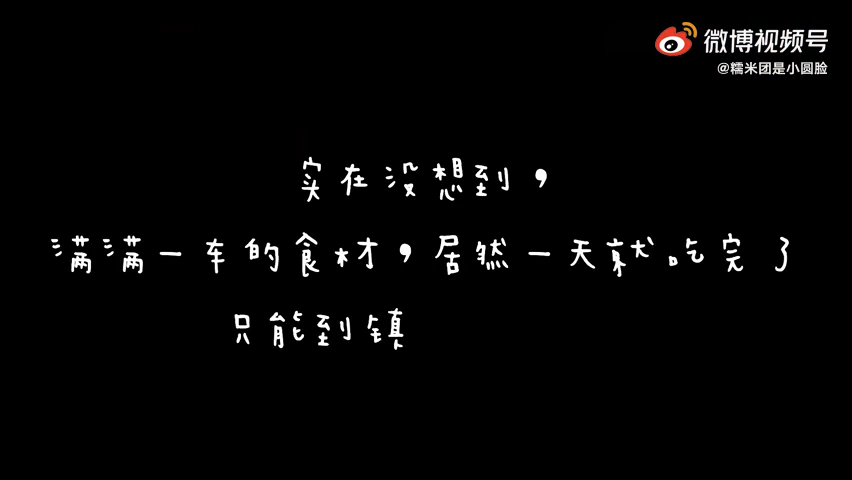 微博视频号
@糯米团是小圆脸
实在没想到，
满满一车的食材，居然一天就吃完了
只能到镇